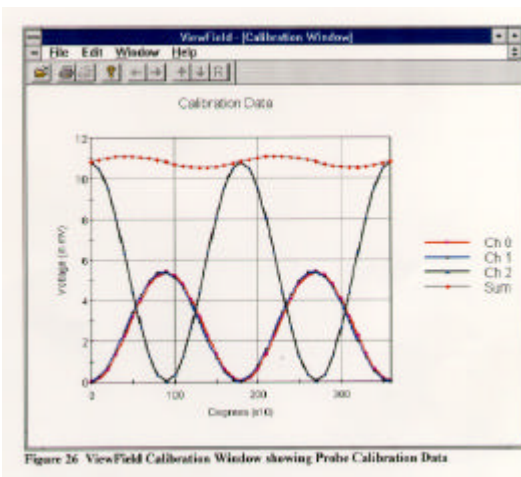 ViewField - [Calibration Window]
File Edit Window Help
R
Calibration Data
Voltage (in mv)
12
10
8
6
4
2
0
0 100 200 300
Degrees (x10)
Ch 0
Ch 1
Ch 2
Sum
Figure 26 ViewField Calibration Window showing Probe Calibration Data